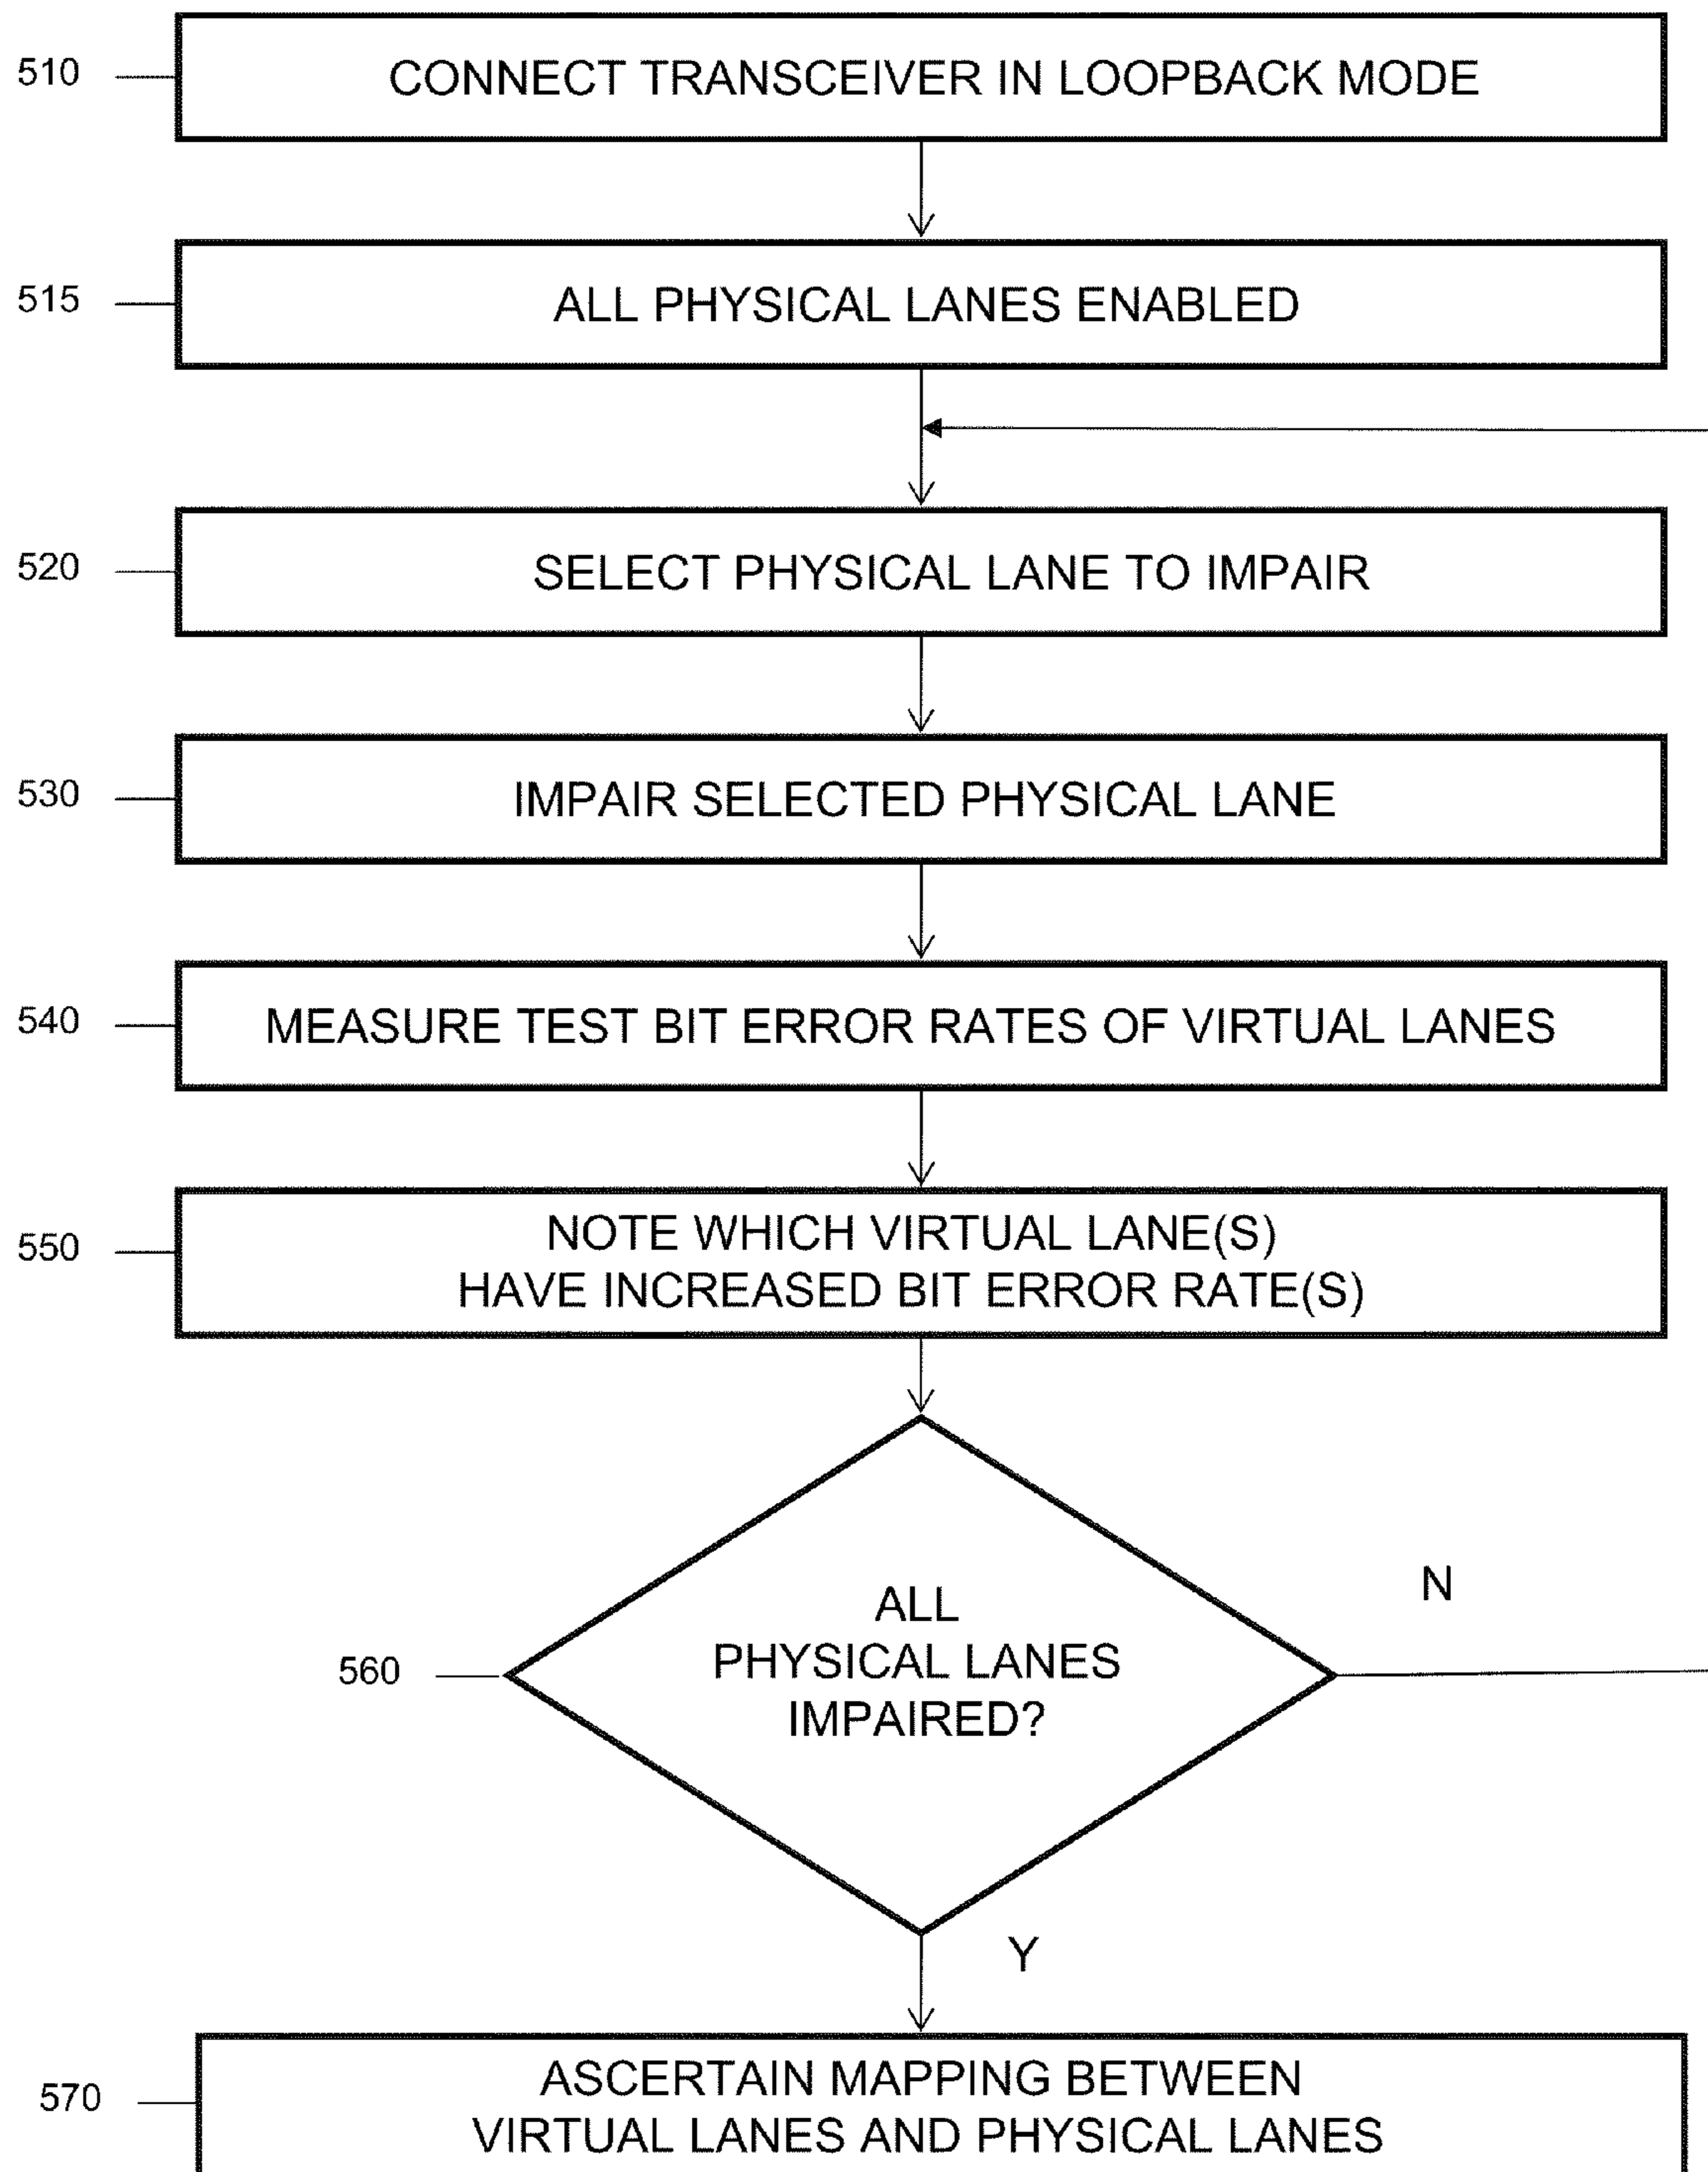 510
CONNECT TRANSCEIVER IN LOOPBACK MODE
515
ALL PHYSICAL LANES ENABLED
520
SELECT PHYSICAL LANE TO IMPAIR
530
IMPAIR SELECTED PHYSICAL LANE
540
MEASURE TEST BIT ERROR RATES OF VIRTUAL LANES
550
NOTE WHICH VIRTUAL LANE(S)
HAVE INCREASED BIT ERROR RATE(S)
560
ALL
PHYSICAL LANES
IMPAIRED?
N
Y
570
ASCERTAIN MAPPING BETWEEN
VIRTUAL LANES AND PHYSICAL LANES